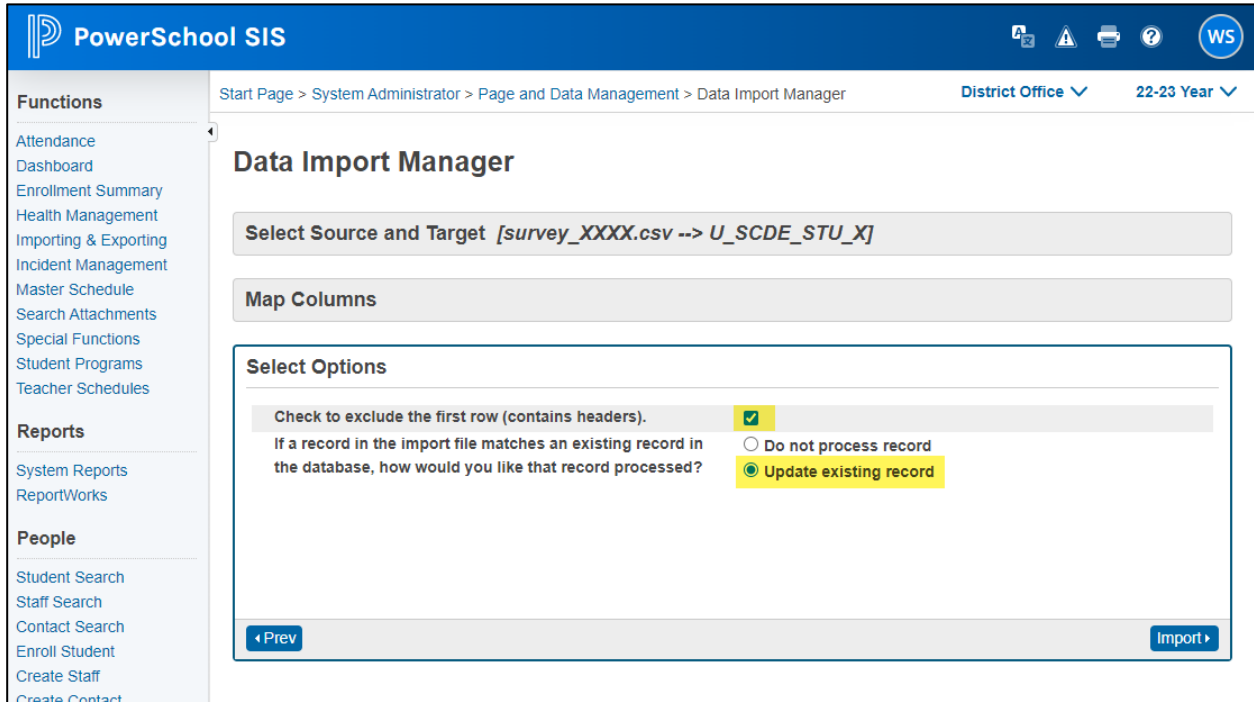 PowerSchool SIS
WS
Functions
Attendance
Dashboard
Enrollment Summary
Health Management
Importing & Exporting
Incident Management
Master Schedule
Search Attachments
Special Functions
Student Programs
Teacher Schedules
Reports
System Reports
ReportWorks
People
Student Search
Staff Search
Contact Search
Enroll Student
Create Staff
Create Contact
Start Page > System Administrator > Page and Data Management > Data Import Manager
District Office
22-23 Year
Data Import Manager
Select Source and Target [survey_XXXX.csv --> U_SCDE_STU_X]
Map Columns
Select Options
Check to exclude the first row (contains headers).
If a record in the import file matches an existing record in
the database, how would you like that record processed?
Do not process record
Update existing record
Prev
Import